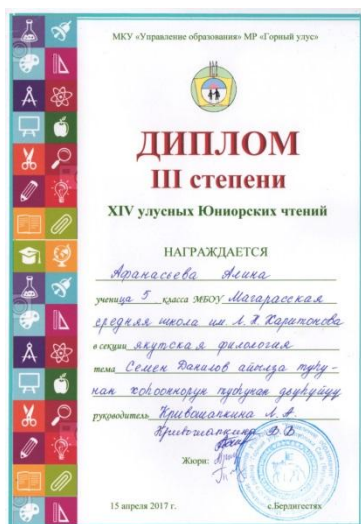 МКУ «Управление образования» МР «Горный улус»
ДИПЛОМ
III степени
XIV улусных Юниорских чтений
НАГРАЖДАЕТСЯ
Афанасьева Алина
ученица 5 класса МБОУ Магарасская
средняя школа им. Л. Н. Харитонова
в секции якутская филология
тема Семен Данилов айыыга
руководитель Кривошапкина Л. А.
Кривошапкина
Жюри:
15 апреля 2017 г. с.Бердигестях